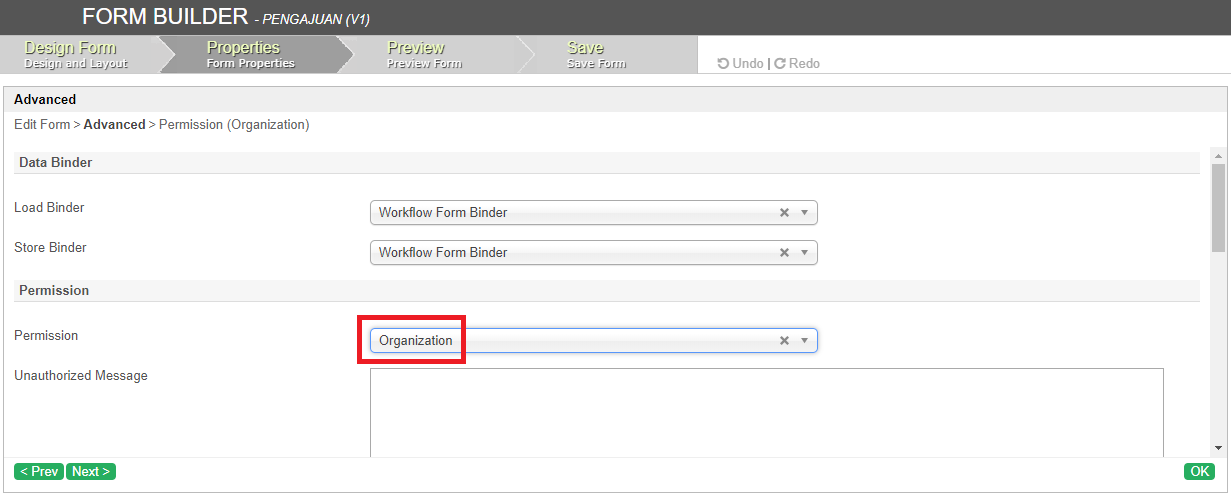 FORM BUILDER - PENGAJUAN (V1)
Design Form
Design and Layout
Properties
Form Properties
Preview
Preview Form
Save
Save Form
Undo | Redo
Advanced
Edit Form > Advanced > Permission (Organization)
Data Binder
Load Binder
Workflow Form Binder
Store Binder
Workflow Form Binder
Permission
Permission
Organization
Unauthorized Message
< Prev
Next >
OK